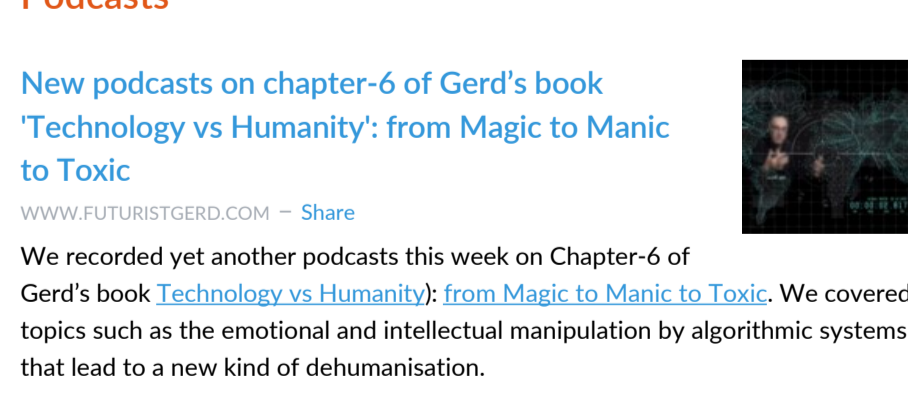 Podcasts
New podcasts on chapter-6 of Gerd’s book
'Technology vs Humanity': from Magic to Manic
to Toxic
WWW.FUTURISTGERD.COM – Share
We recorded yet another podcasts this week on Chapter-6 of
Gerd’s book Technology vs Humanity): from Magic to Manic to Toxic. We covered
topics such as the emotional and intellectual manipulation by algorithmic systems
that lead to a new kind of dehumanisation.